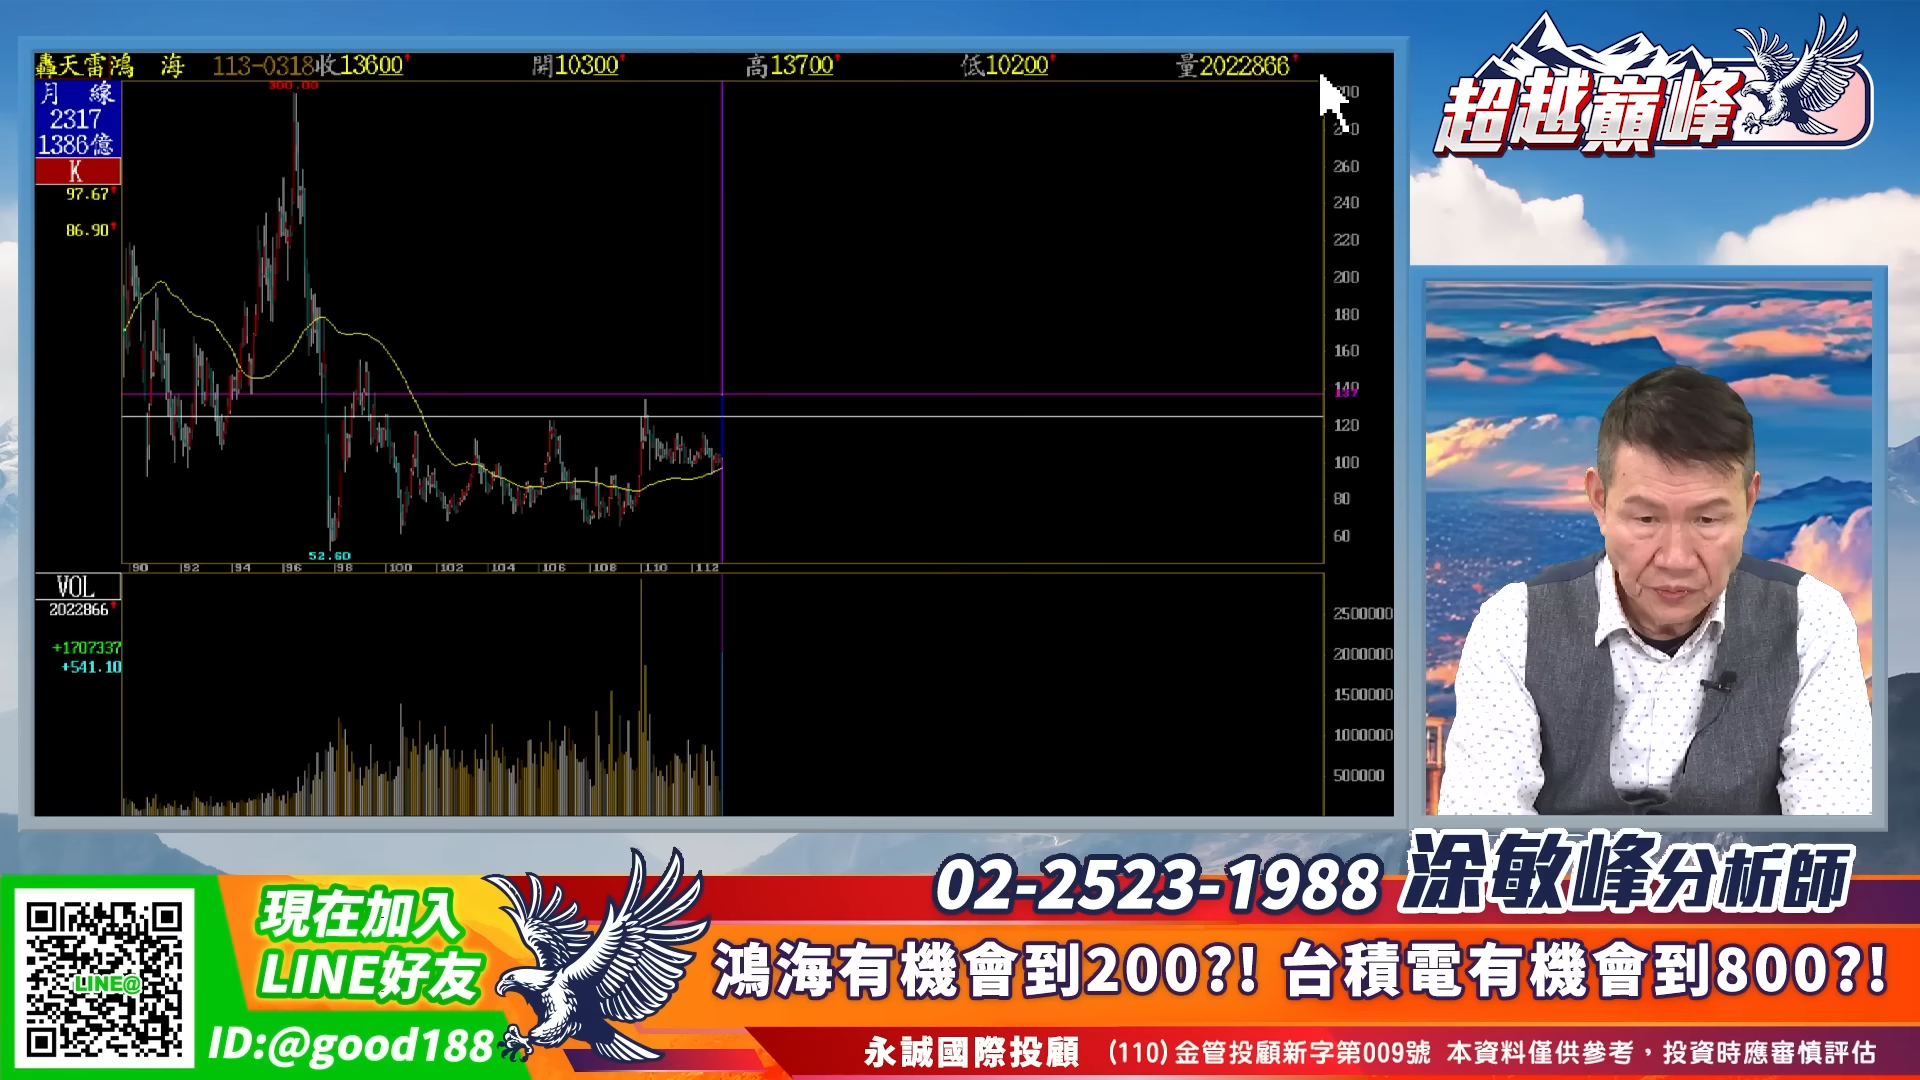 轟天雷鴻 海 113-0318收13600 開10300 高13700 低10200 量2022866
月 線
2317
1386億
K
97.67
86.90
300.00
52.60
260
240
220
200
180
160
140
137
120
100
80
60
90 92 94 96 98 100 102 104 106 108 110 112
VOL
2022866
+1707337
+541.10
2500000
2000000
1500000
1000000
500000
超越巔峰
02-2523-1988 涂敏峰分析師
現在加入
LINE好友
LINE@
ID:@good188
鴻海有機會到200?! 台積電有機會到800?!
永誠國際投顧 (110)金管投顧新字第009號 本資料僅供參考，投資時應審慎評估